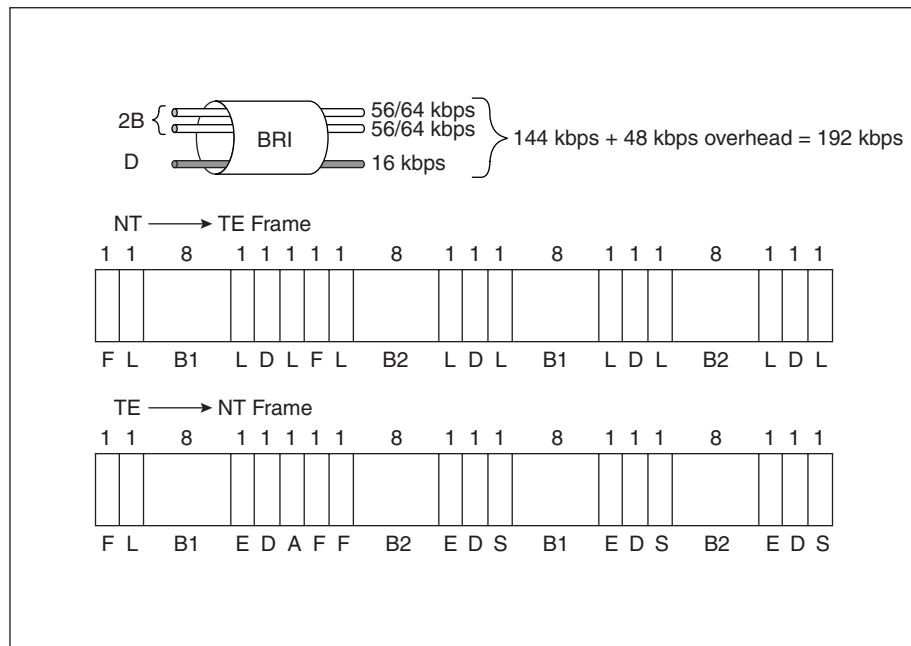 2B
56/64 kbps
56/64 kbps
BRI
D
16 kbps
144 kbps + 48 kbps overhead = 192 kbps
NT TE Frame
1 1 8 1 1 1 1 1 8 1 1 1 8 1 1 1 8 1 1 1
F L B1 L D L F L B2 L D L B1 L D L B2 L D L
TE NT Frame
1 1 8 1 1 1 1 1 8 1 1 1 8 1 1 1 8 1 1 1
F L B1 E D A F F B2 E D S B1 E D S B2 E D S